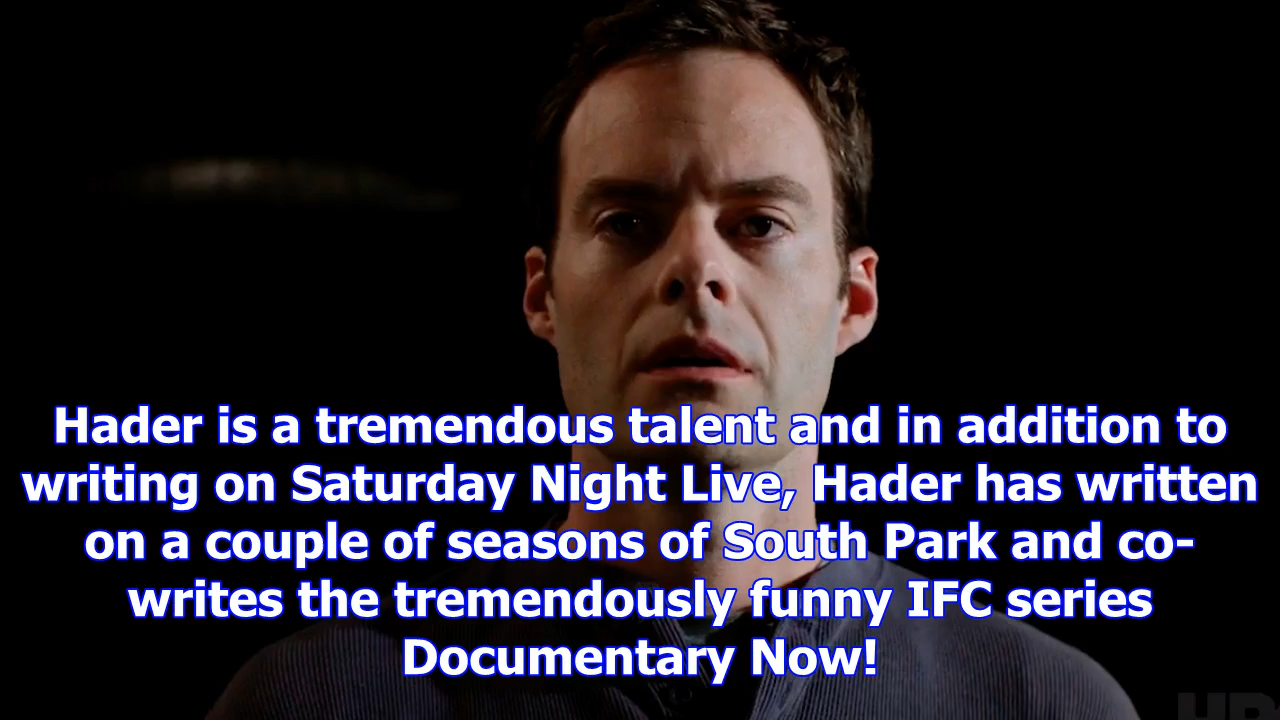 Hader is a tremendous talent and in addition to
writing on Saturday Night Live, Hader has written
on a couple of seasons of South Park and co-
writes the tremendously funny IFC series
Documentary Now!